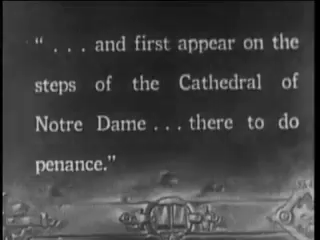 “ . . . and first appear on the
steps of the Cathedral of
Notre Dame . . . there to do
penance.”